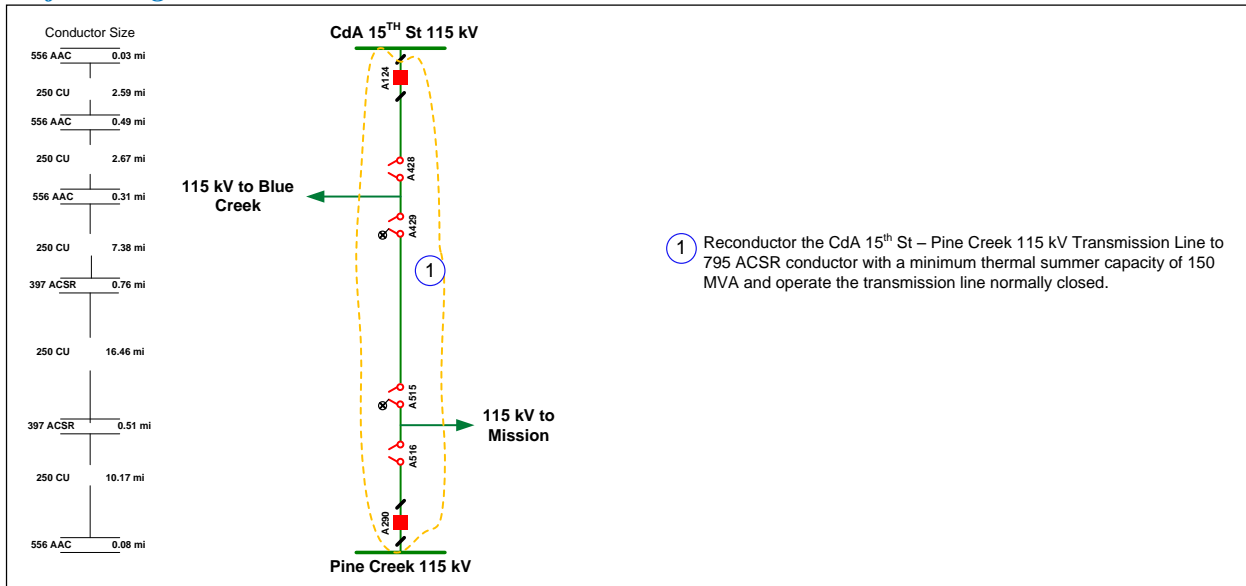 Conductor Size
556 AAC 0.03 mi
250 CU 2.59 mi
556 AAC 0.49 mi
250 CU 2.67 mi
556 AAC 0.31 mi
250 CU 7.38 mi
397 ACSR 0.76 mi
250 CU 16.46 mi
397 ACSR 0.51 mi
250 CU 10.17 mi
556 AAC 0.08 mi
CdA 15TH St 115 kV
A124
A428
115 kV to Blue
Creek
A429
1
A515
115 kV to
Mission
A516
A290
Pine Creek 115 kV
1 Reconductor the CdA 15th St – Pine Creek 115 kV Transmission Line to
795 ACSR conductor with a minimum thermal summer capacity of 150
MVA and operate the transmission line normally closed.